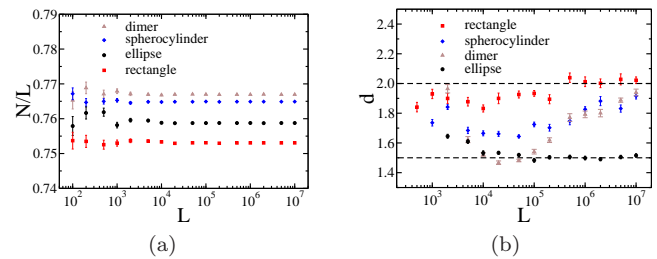 0.79
0.78
0.77
0.76
0.75
0.74
N/L
dimer
spherocylinder
ellipse
rectangle
10^2 10^3 10^4 10^5 10^6 10^7
L
(a)
2.4
2.2
2.0
1.8
1.6
1.4
d
rectangle
spherocylinder
dimer
ellipse
10^3 10^4 10^5 10^6 10^7
L
(b)